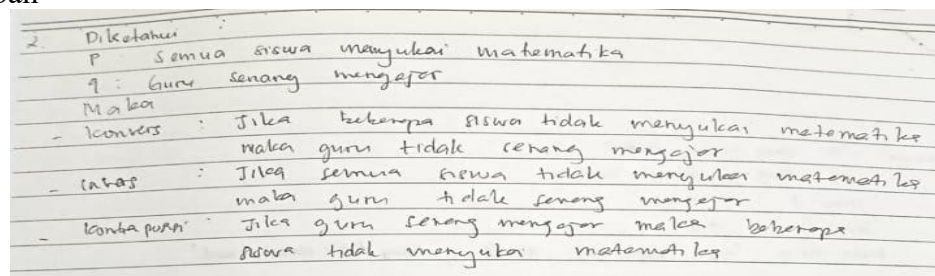 2. Diketahui :
P Semua siswa menyukai matematika
q : Guru senang mengajar
Maka
- Konvers : Jika beberapa siswa tidak menyukai matematika
maka guru tidak senang mengajar
- invers : Jika semua siswa tidak menyukai matematika
maka guru tidak senang mengajar
- Kontraposisi : Jika guru senang mengajar maka beberapa
siswa tidak menyukai matematika